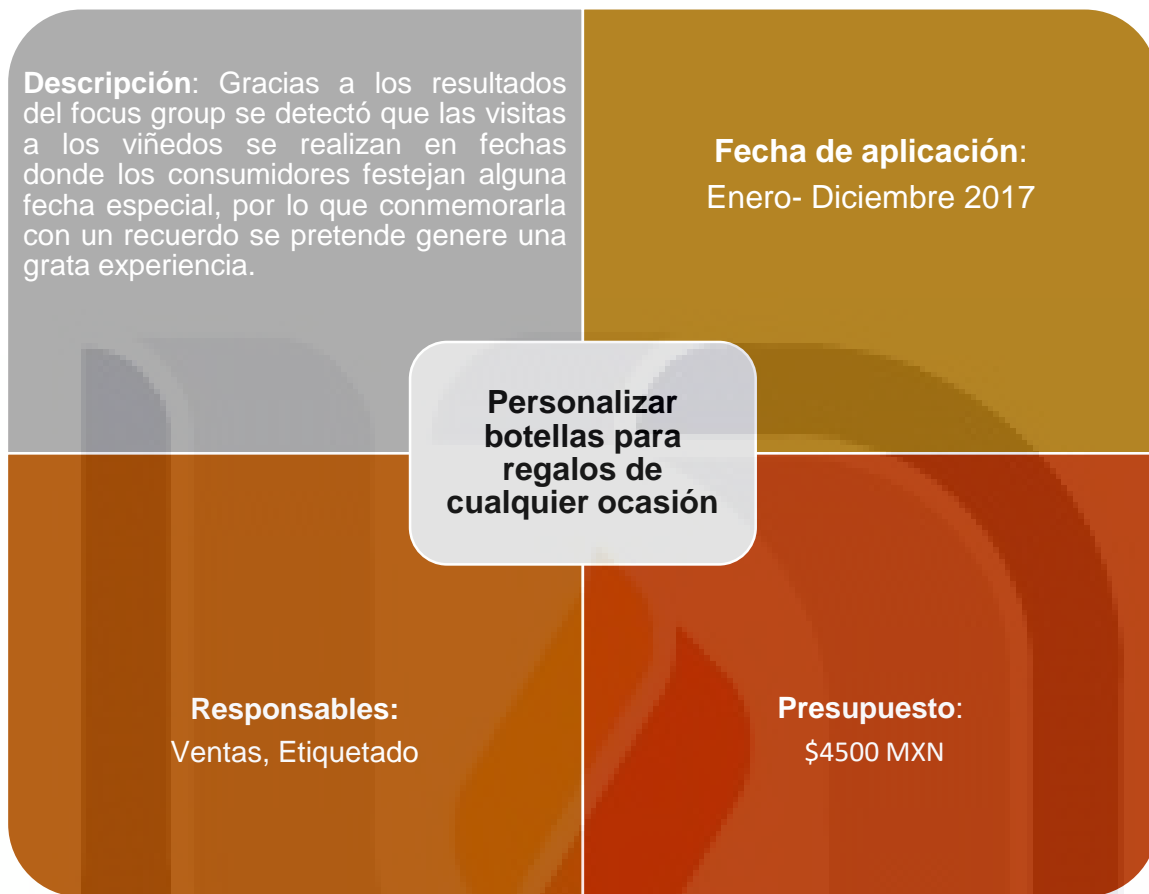 Descripción: Gracias a los resultados
del focus group se detectó que las visitas
a los viñedos se realizan en fechas
donde los consumidores festejan alguna
fecha especial, por lo que conmemorarla
con un recuerdo se pretende genere una
grata experiencia.
Fecha de aplicación:
Enero- Diciembre 2017
Personalizar
botellas para
regalos de
cualquier ocasión
Responsables:
Ventas, Etiquetado
Presupuesto:
$4500 MXN